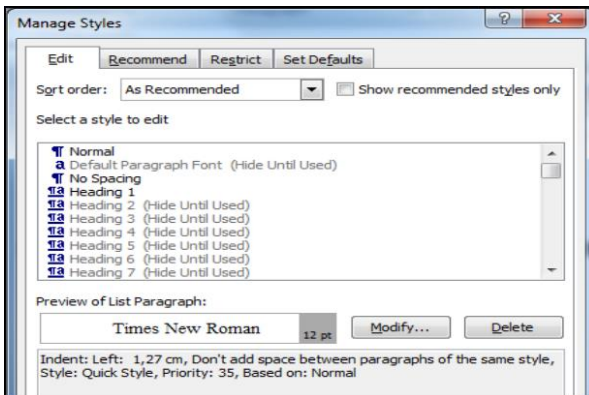 Manage Styles
Edit Recommend Restrict Set Defaults
Sort order: As Recommended Show recommended styles only
Select a style to edit
¶ Normal
a Default Paragraph Font (Hide Until Used)
¶ No Spacing
¶a Heading 1
¶a Heading 2 (Hide Until Used)
¶a Heading 3 (Hide Until Used)
¶a Heading 4 (Hide Until Used)
¶a Heading 5 (Hide Until Used)
¶a Heading 6 (Hide Until Used)
¶a Heading 7 (Hide Until Used)
Preview of List Paragraph:
Times New Roman 12 pt Modify... Delete
Indent: Left: 1,27 cm, Don't add space between paragraphs of the same style,
Style: Quick Style, Priority: 35, Based on: Normal